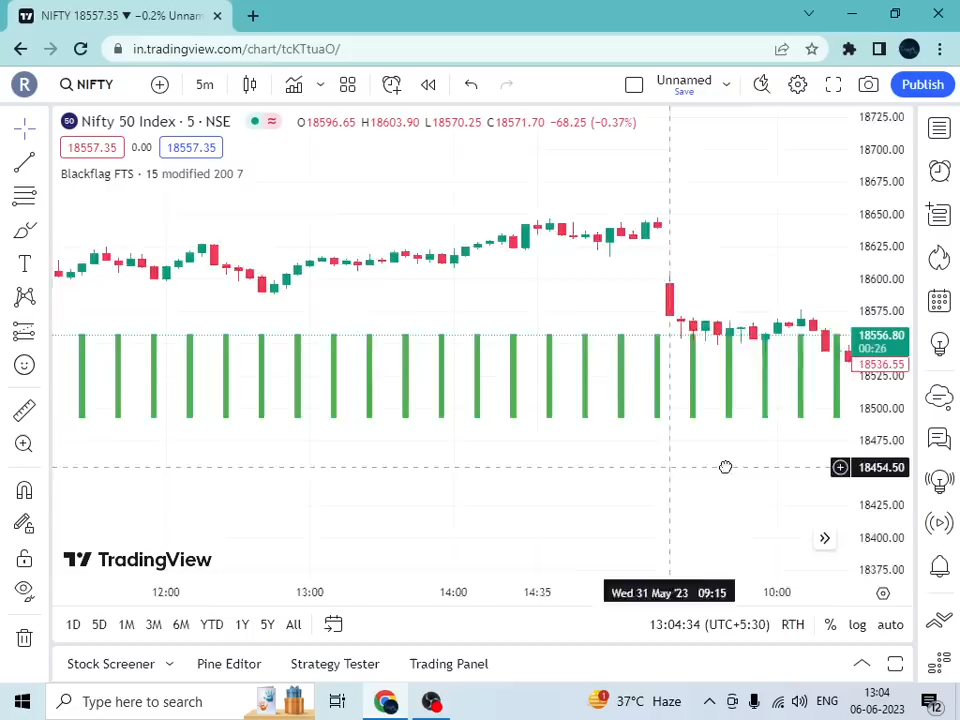 NIFTY 18557.35 ▼ −0.2% Unnam
in.tradingview.com/chart/tcKTtuaO/
R NIFTY 5m Unnamed Save Publish
50 Nifty 50 Index · 5 · NSE O18596.65 H18603.90 L18570.25 C18571.70 −68.25 (−0.37%)
18557.35 0.00 18557.35
Blackflag FTS · 15 modified 200 7
18725.00
18700.00
18675.00
18650.00
18625.00
18600.00
18575.00
18556.80
00:26
18536.55
18525.00
18500.00
18475.00
18454.50
18425.00
18400.00
18375.00
TradingView
12:00 13:00 14:00 14:35 Wed 31 May '23 09:15 10:00
1D 5D 1M 3M 6M YTD 1Y 5Y All 13:04:34 (UTC+5:30) RTH % log auto
Stock Screener Pine Editor Strategy Tester Trading Panel
Type here to search 1 37°C Haze ENG 13:04 12
06-06-2023